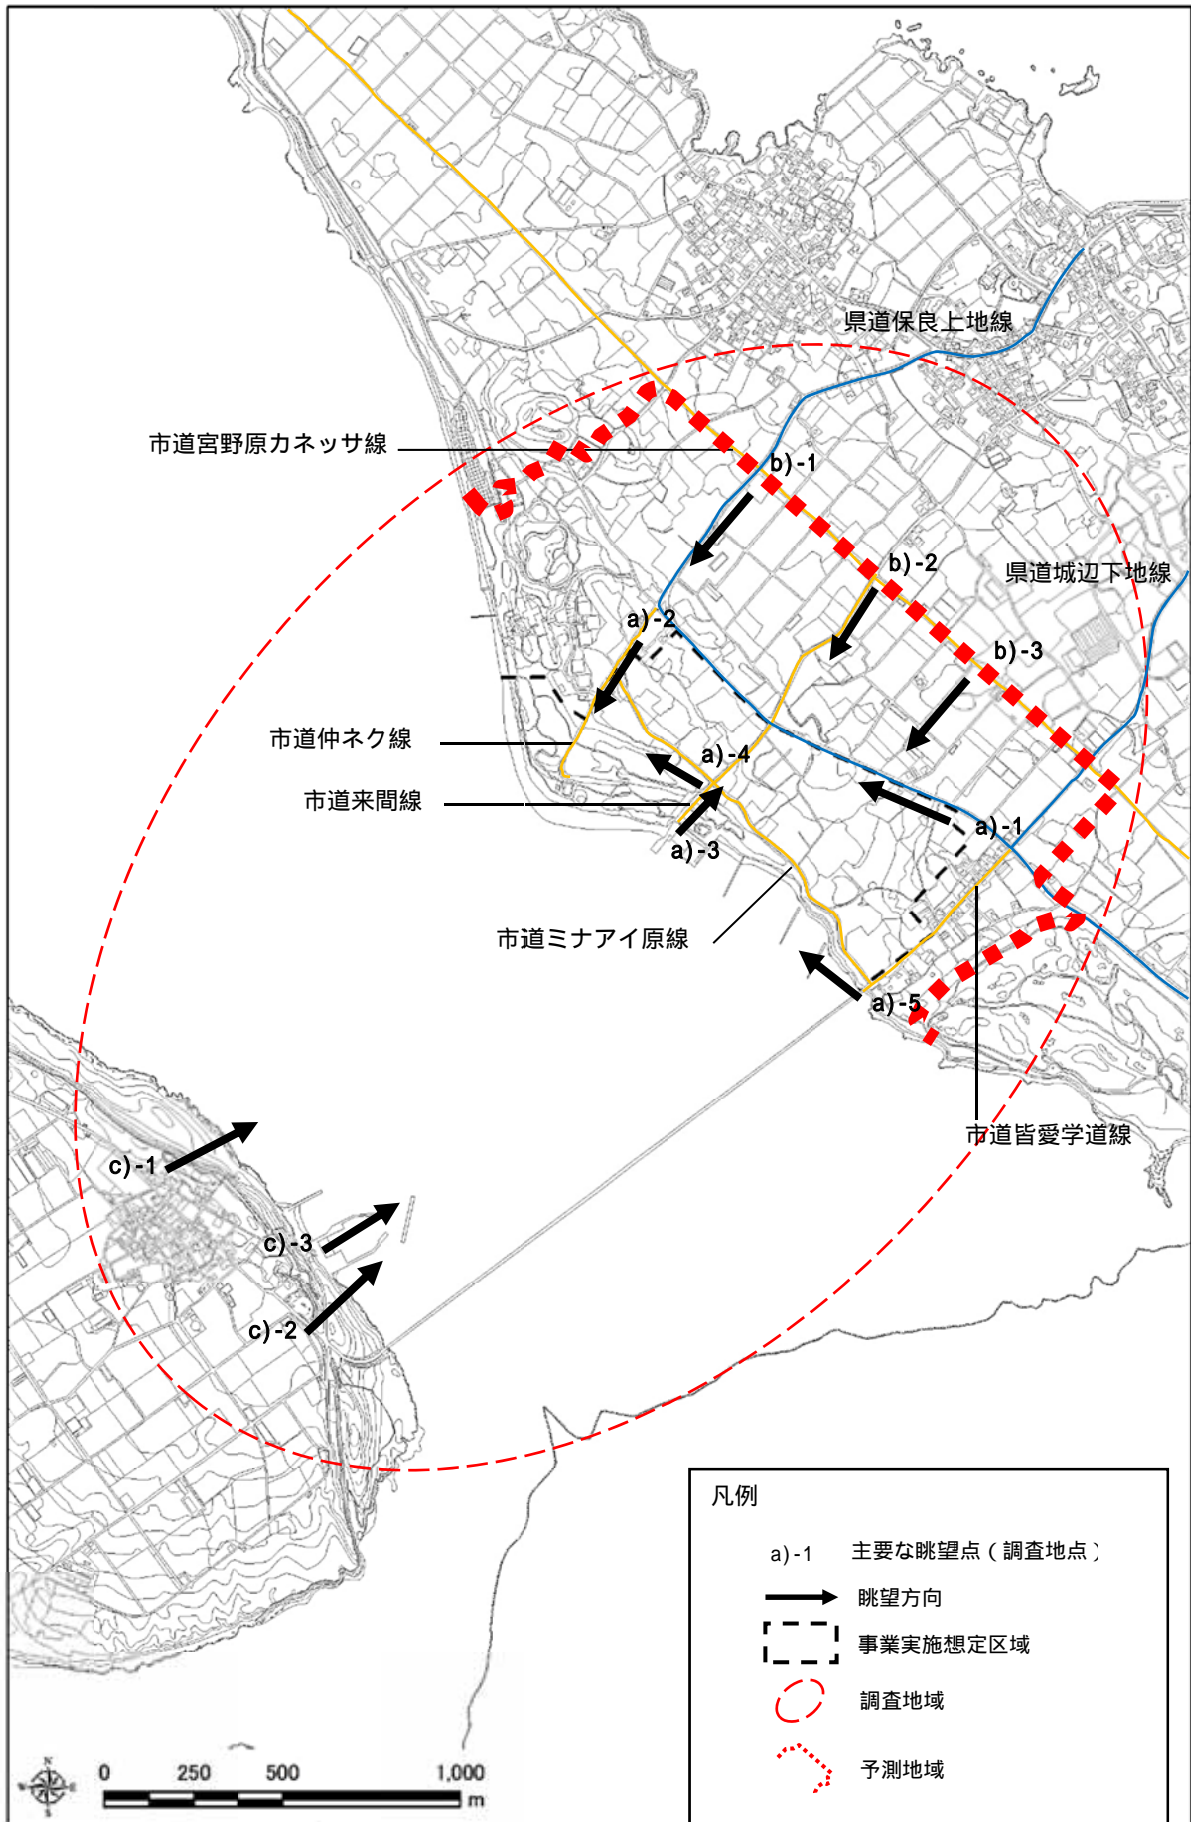 県道保良上地線
市道宮野原カネッサ線
b)-1
b)-2
県道城辺下地線
a)-2
b)-3
市道仲ネク線
a)-4
市道来間線
a)-1
a)-3
市道ミナアイ原線
a)-5
市道皆愛学道線
c)-1
c)-3
c)-2
凡例
a)-1 主要な眺望点(調査地点)
眺望方向
事業実施想定区域
調査地域
予測地域
N
W E
S
0 250 500 1,000
m